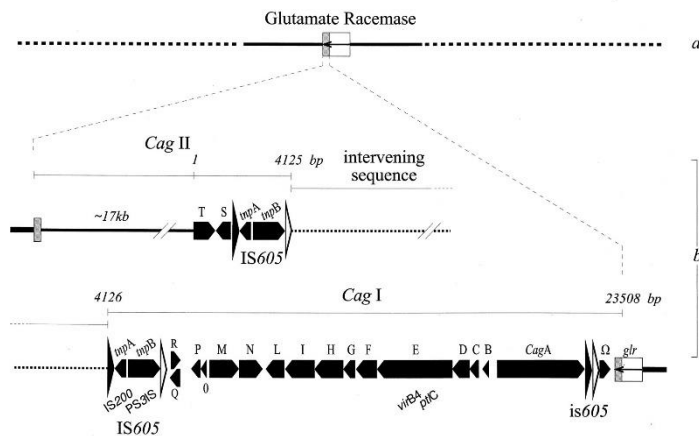 Glutamate Racemase
a
Cag II
1 4125 bp
intervening
sequence
~17kb
T S tnpA tnpB
IS605
b
4126 Cag I 23508 bp
tnpA tnpB R P M N L I H G F E D C B CagA Ω glr
Q 0
IS200 PS3IS virB4 ptlC
IS605 is605